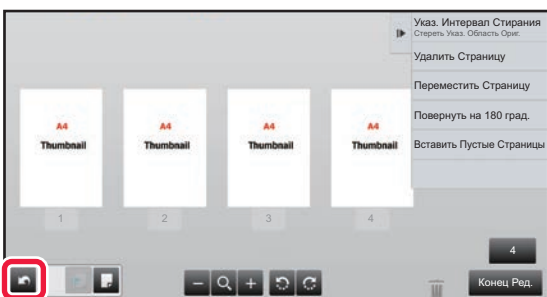 Указ. Интервал Стирания
Стереть Указ. Область Ориг.
Удалить Страницу
Переместить Страницу
Повернуть на 180 град.
Вставить Пустые Страницы
A4 A4 A4 A4
Thumbnail Thumbnail Thumbnail Thumbnail
1 2 3 4
4
Конец Ред.